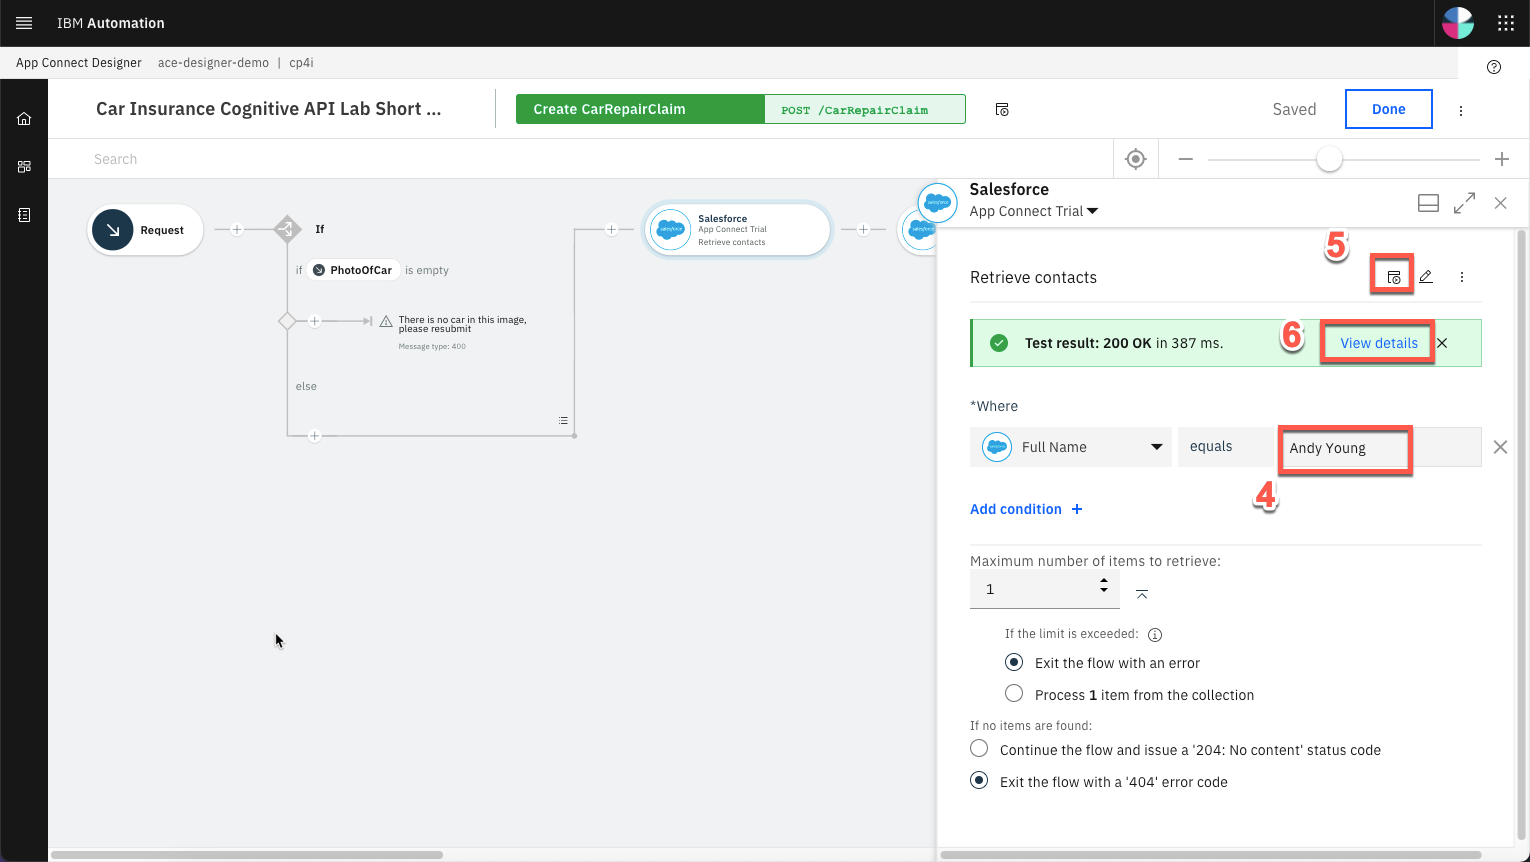 IBM Automation
App Connect Designer ace-designer-demo | cp4i
Car Insurance Cognitive API Lab Short ...
Create CarRepairClaim
POST /CarRepairClaim
Saved
Done
Search
Request
If
if PhotoOfCar is empty
There is no car in this image,
please resubmit
Message type: 400
else
salesforce
Salesforce
App Connect Trial
Retrieve contacts
salesforce
salesforce
Salesforce
App Connect Trial
5
Retrieve contacts
6
Test result: 200 OK in 387 ms.
View details
*Where
Full Name
equals
Andy Young
4
Add condition +
Maximum number of items to retrieve:
1
If the limit is exceeded:
Exit the flow with an error
Process 1 item from the collection
If no items are found:
Continue the flow and issue a '204: No content' status code
Exit the flow with a '404' error code